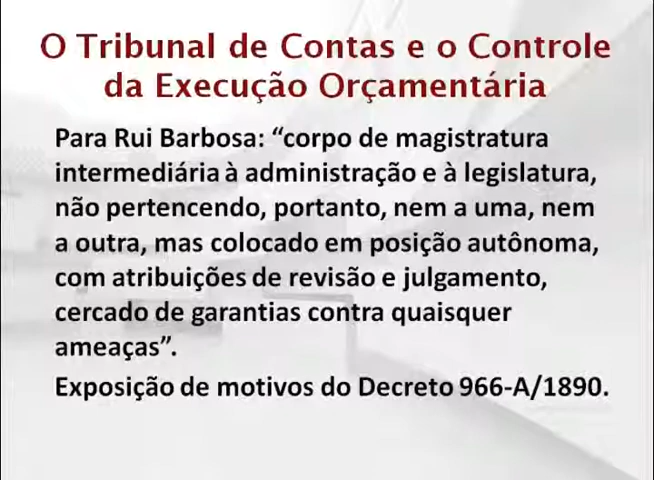 O Tribunal de Contas e o Controle
da Execução Orçamentária
Para Rui Barbosa: “corpo de magistratura
intermediária à administração e à legislatura,
não pertencendo, portanto, nem a uma, nem
a outra, mas colocado em posição autônoma,
com atribuições de revisão e julgamento,
cercado de garantias contra quaisquer
ameaças”.
Exposição de motivos do Decreto 966-A/1890.